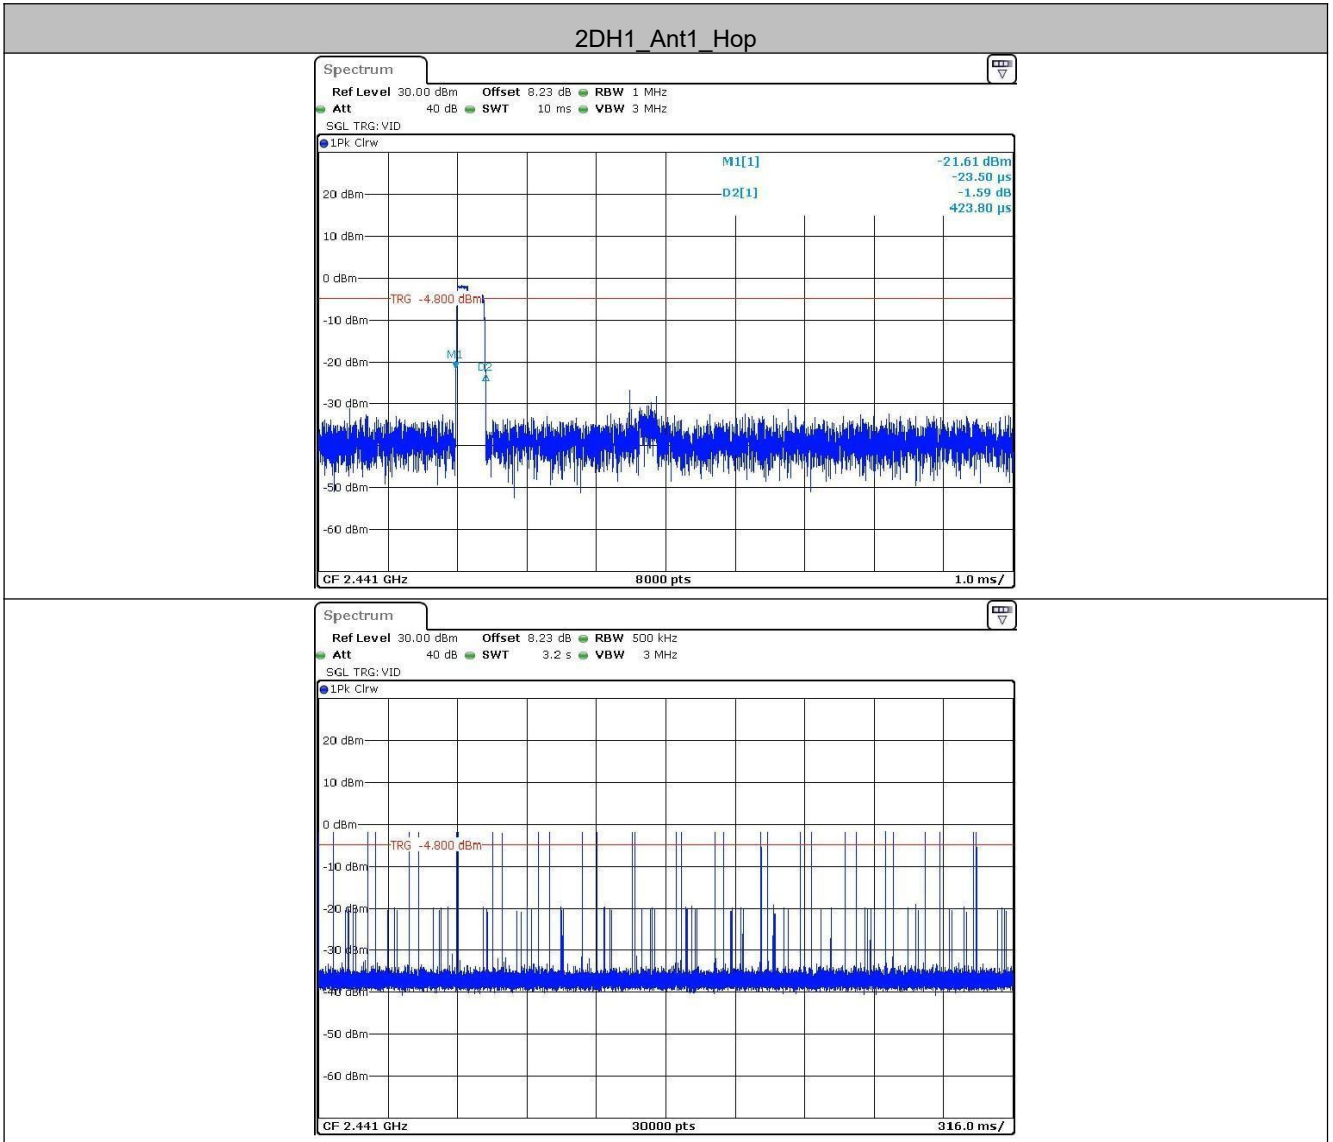 2DH1_Ant1_Hop
Spectrum
Ref Level 30.00 dBm Offset 8.23 dB RBW 1 MHz
Att 40 dB SWT 10 ms VBW 3 MHz
SGL TRG: VID
1Pk Clrw
M1[1] -21.61 dBm
-23.50 µs
20 dBm D2[1] -1.59 dB
423.80 µs
10 dBm
0 dBm
TRG -4.800 dBm
-10 dBm
M1
-20 dBm D2
-30 dBm
-50 dBm
-60 dBm
CF 2.441 GHz 8000 pts 1.0 ms/
Spectrum
Ref Level 30.00 dBm Offset 8.23 dB RBW 500 kHz
Att 40 dB SWT 3.2 s VBW 3 MHz
SGL TRG: VID
1Pk Clrw
20 dBm
10 dBm
0 dBm
TRG -4.800 dBm
-10 dBm
-20 dBm
-30 dBm
-40 dBm
-50 dBm
-60 dBm
CF 2.441 GHz 30000 pts 316.0 ms/